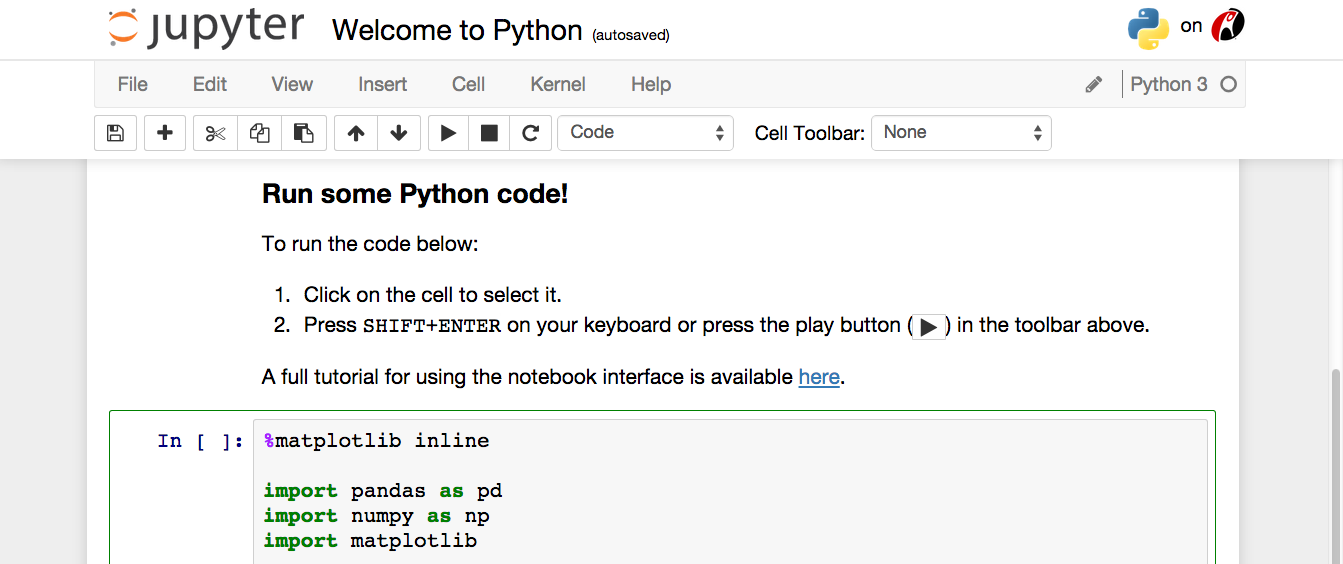 jupyter Welcome to Python (autosaved) on
File Edit View Insert Cell Kernel Help Python 3
Code Cell Toolbar: None
Run some Python code!
To run the code below:
1. Click on the cell to select it.
2. Press SHIFT+ENTER on your keyboard or press the play button ( ) in the toolbar above.
A full tutorial for using the notebook interface is available here.
In [ ]: %matplotlib inline
import pandas as pd
import numpy as np
import matplotlib